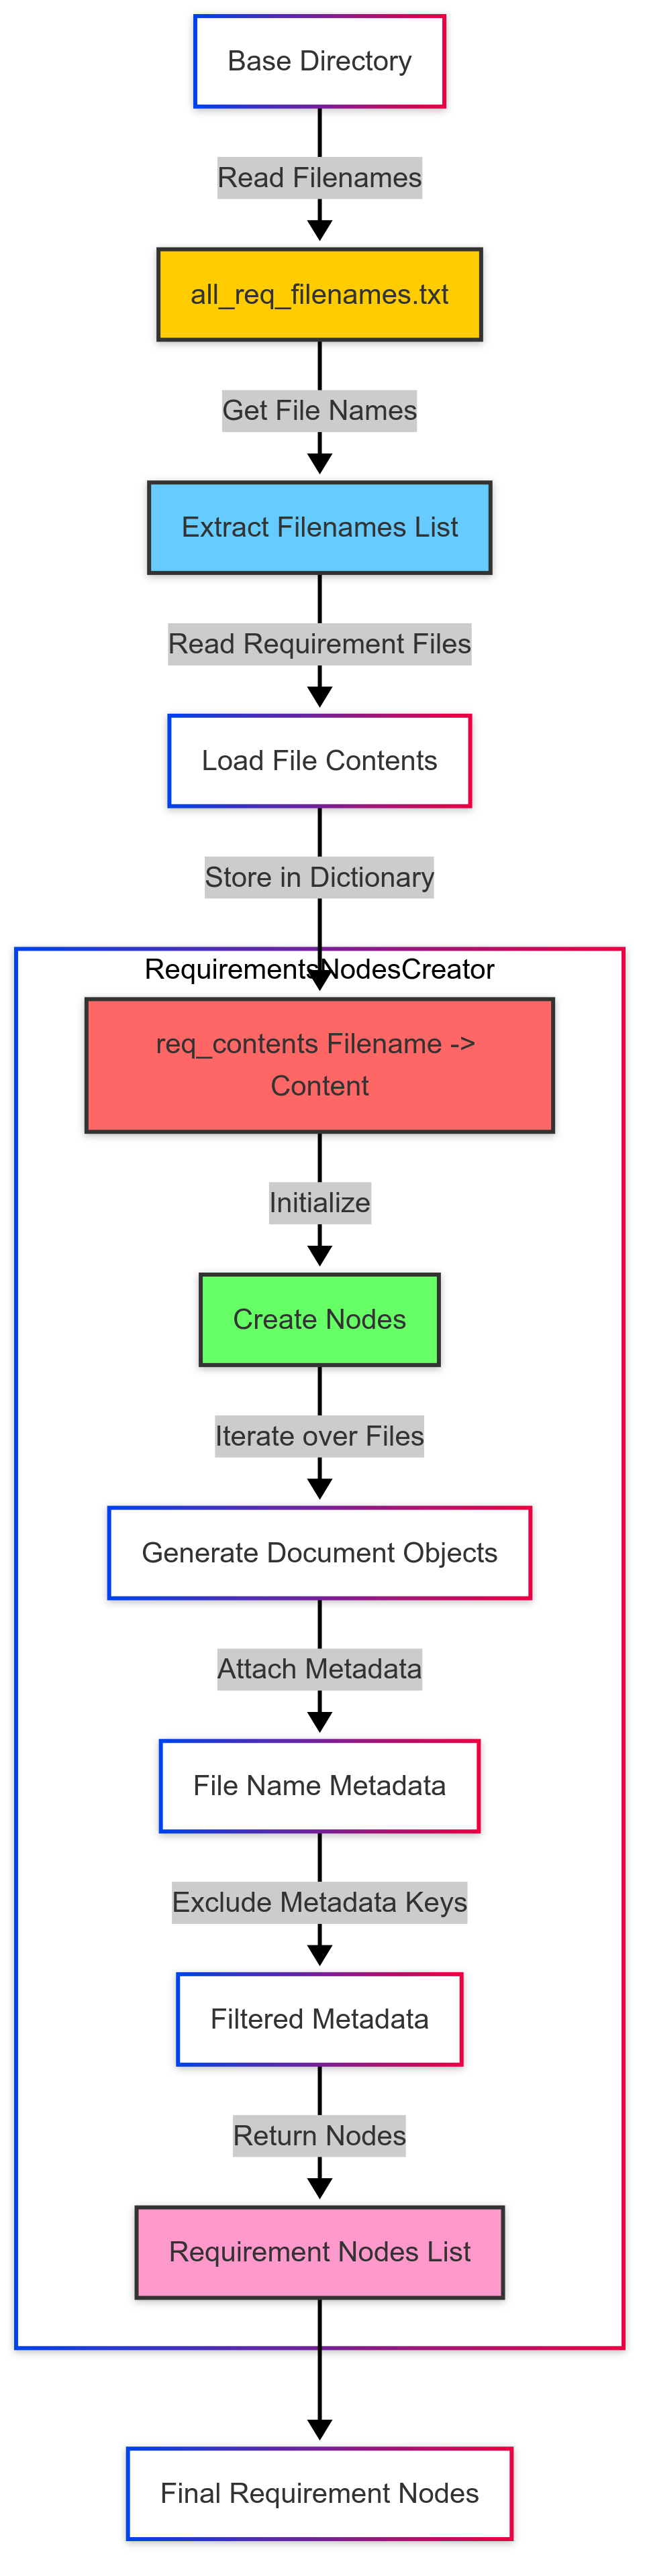 Base Directory
Read Filenames
all_req_filenames.txt
Get File Names
Extract Filenames List
Read Requirement Files
Load File Contents
Store in Dictionary
RequirementsNodesCreator
req_contents Filename ->
Content
Initialize
Create Nodes
Iterate over Files
Generate Document Objects
Attach Metadata
File Name Metadata
Exclude Metadata Keys
Filtered Metadata
Return Nodes
Requirement Nodes List
Final Requirement Nodes